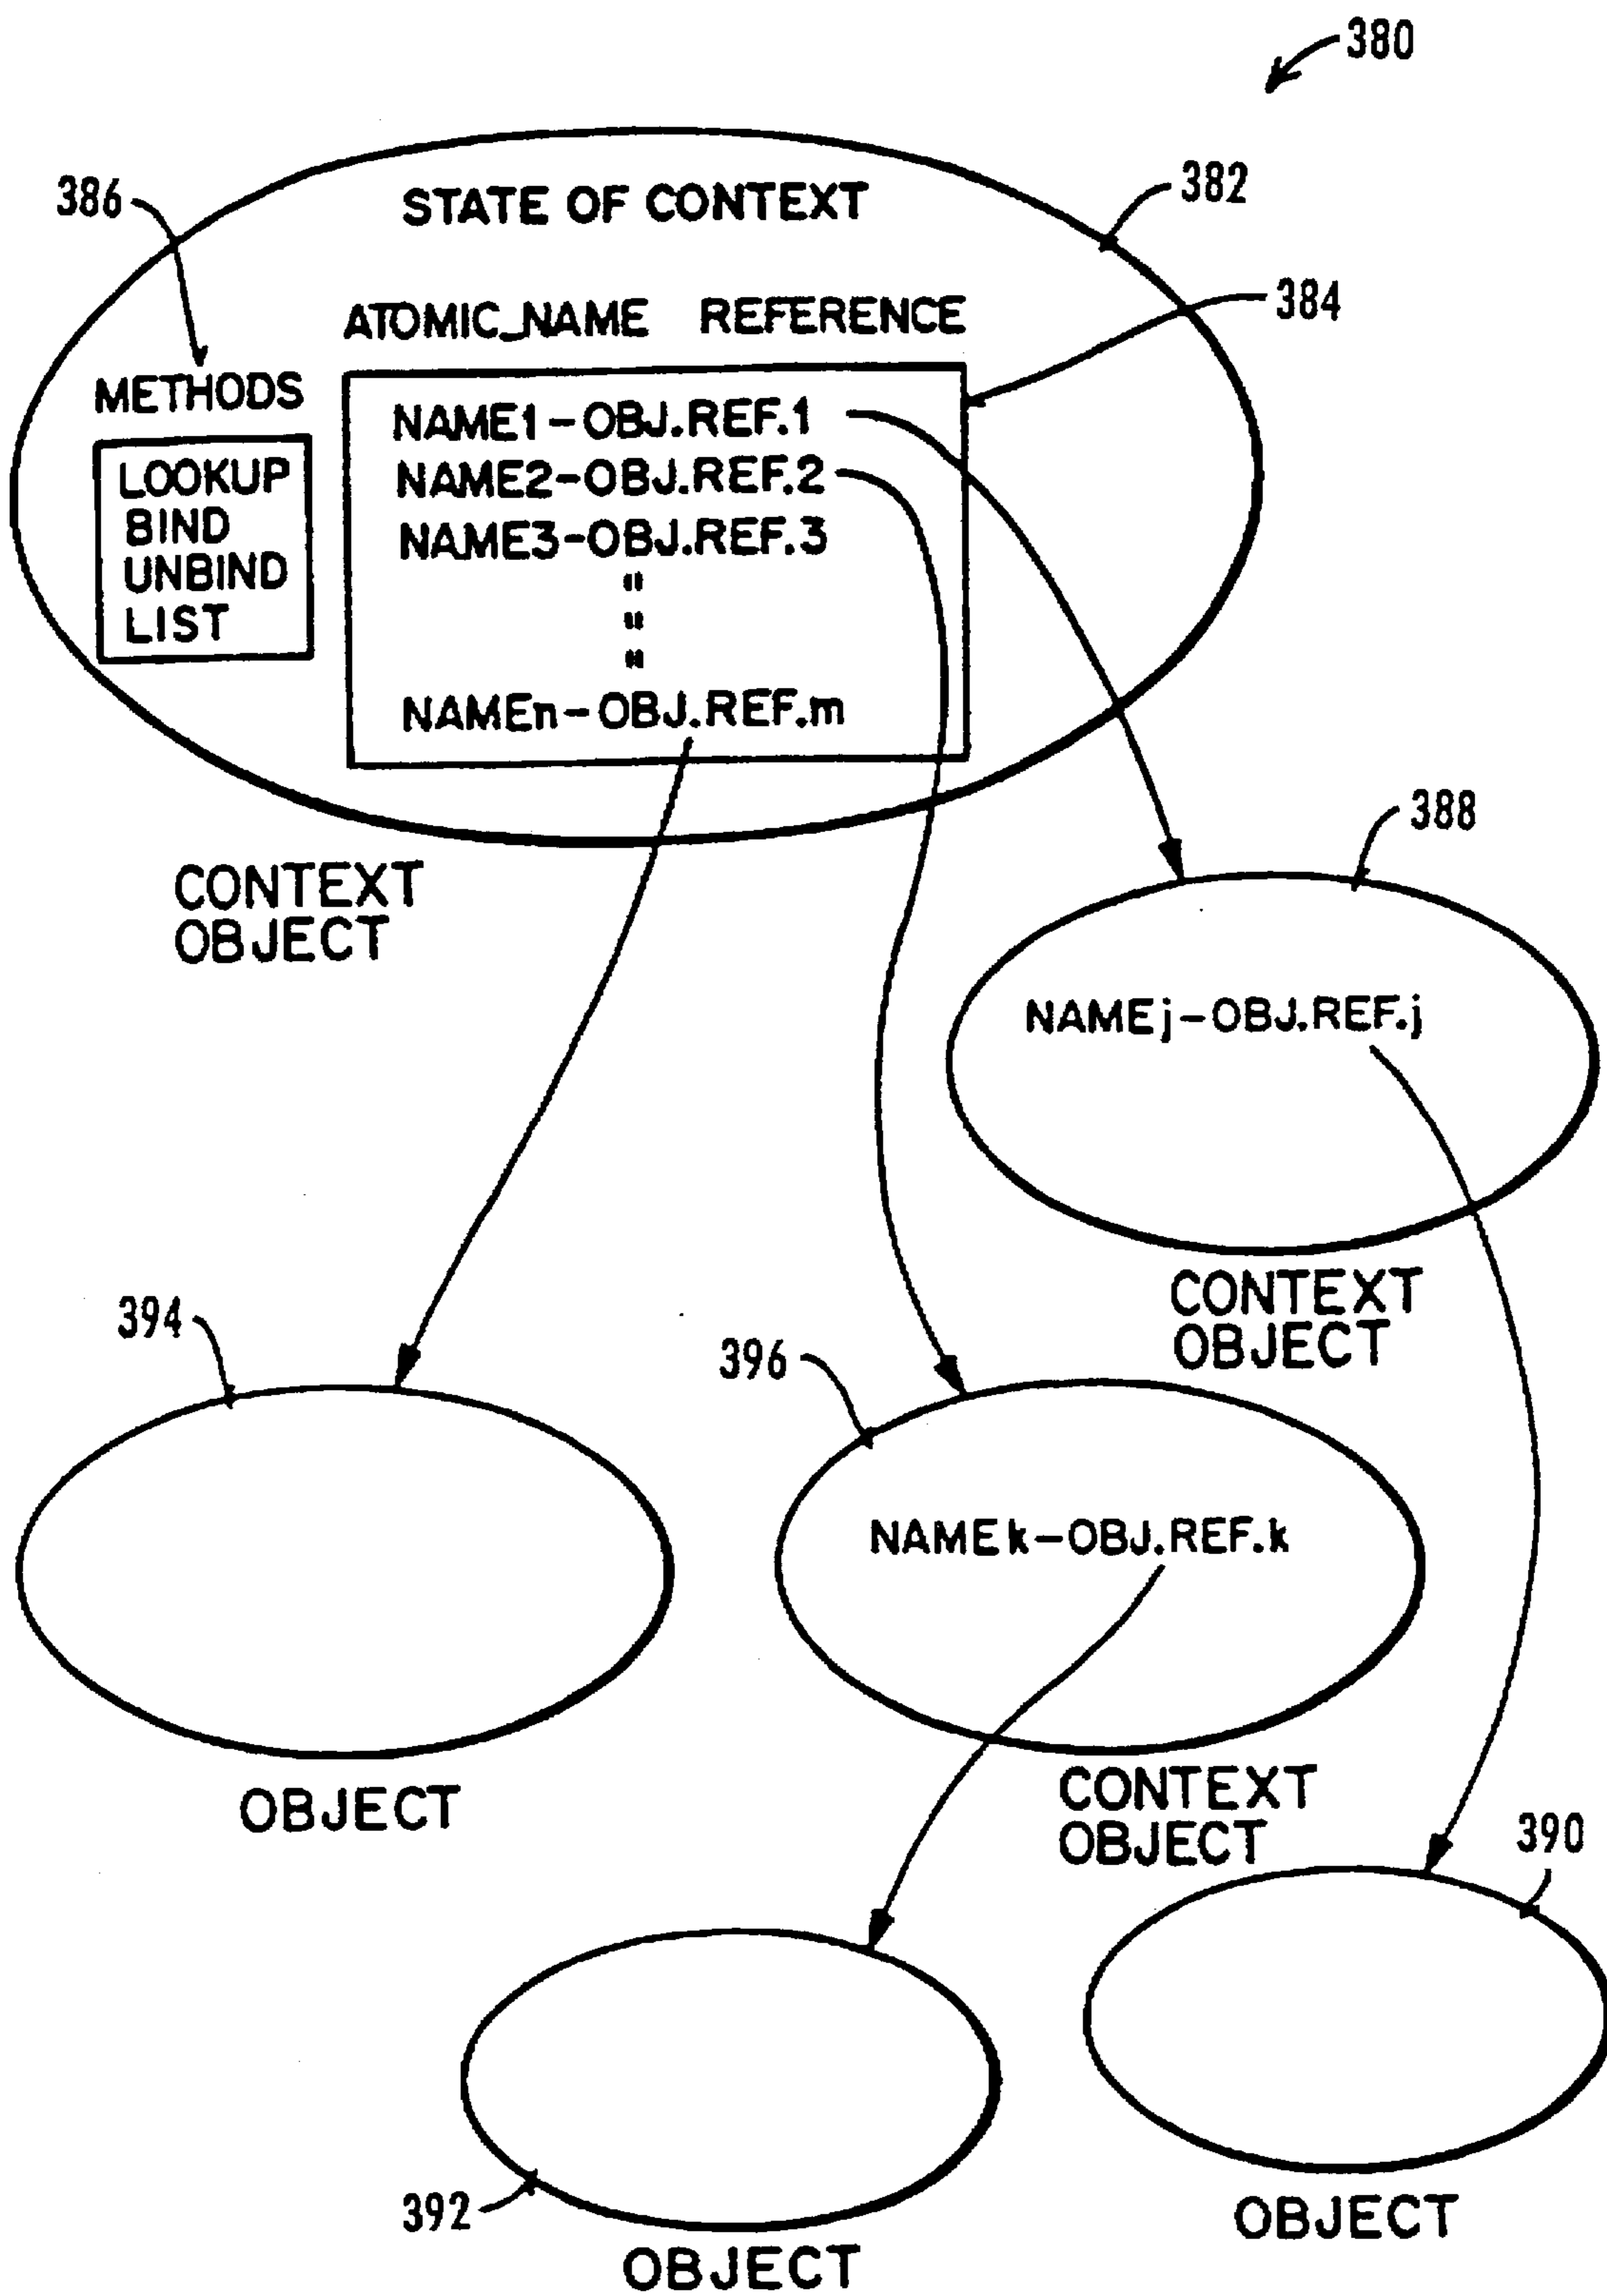 380
382
386
STATE OF CONTEXT
384
ATOMIC_NAME REFERENCE
METHODS
LOOKUP
BIND
UNBIND
LIST
NAME1-OBJ.REF.1
NAME2-OBJ.REF.2
NAME3-OBJ.REF.3
"
"
"
NAMEn-OBJ.REF.m
CONTEXT
OBJECT
388
NAMEj-OBJ.REF.j
CONTEXT
OBJECT
394
OBJECT
396
NAMEk-OBJ.REF.k
CONTEXT
OBJECT
390
OBJECT
392
OBJECT